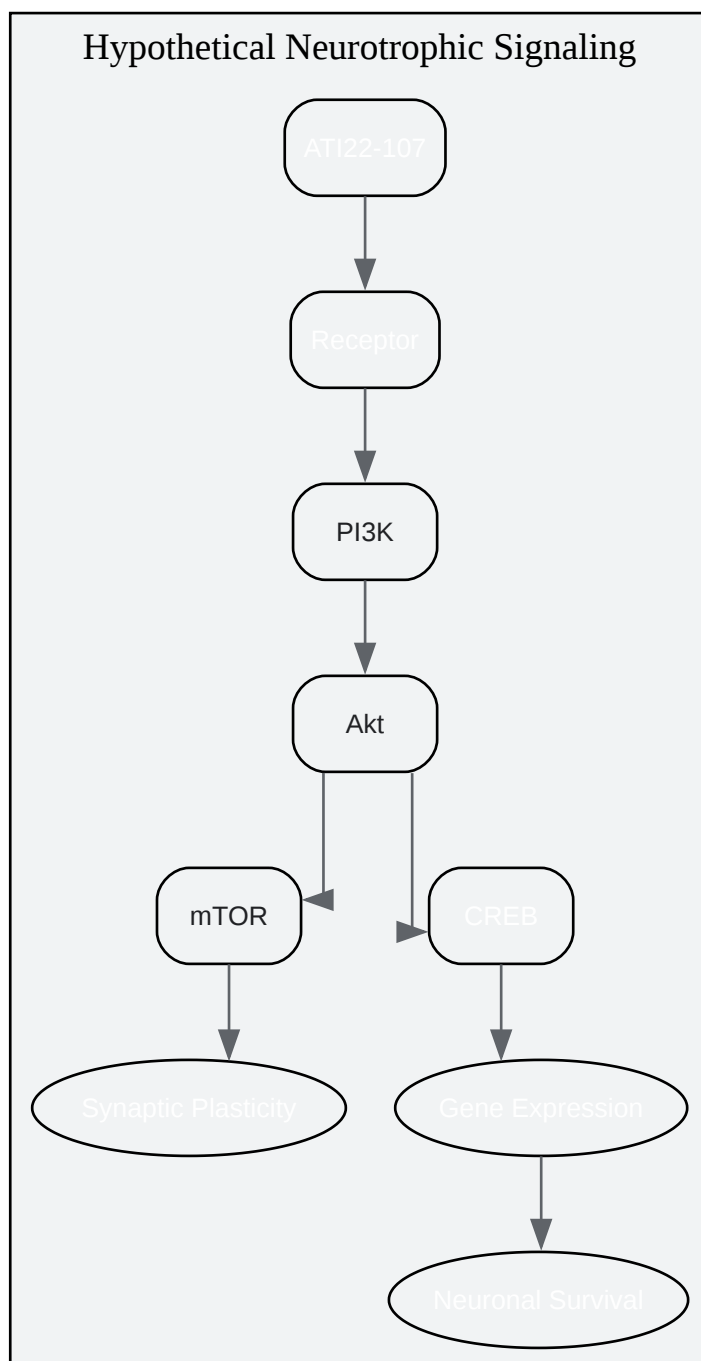 Hypothetical Neurotrophic Signaling
ATI22-107
Receptor
PI3K
Akt
mTOR
CREB
Synaptic Plasticity
Gene Expression
Neuronal Survival